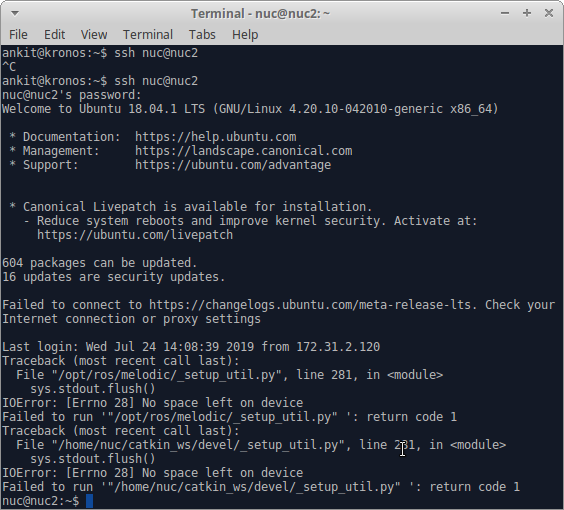 Terminal - nuc@nuc2: ~
File Edit View Terminal Tabs Help
ankit@kronos:~$ ssh nuc@nuc2
^C
ankit@kronos:~$ ssh nuc@nuc2
nuc@nuc2's password:
Welcome to Ubuntu 18.04.1 LTS (GNU/Linux 4.20.10-042010-generic x86_64)
* Documentation: https://help.ubuntu.com
* Management: https://landscape.canonical.com
* Support: https://ubuntu.com/advantage
* Canonical Livepatch is available for installation.
- Reduce system reboots and improve kernel security. Activate at:
https://ubuntu.com/livepatch
604 packages can be updated.
16 updates are security updates.
Failed to connect to https://changelogs.ubuntu.com/meta-release-lts. Check your
Internet connection or proxy settings
Last login: Wed Jul 24 14:08:39 2019 from 172.31.2.120
Traceback (most recent call last):
File "/opt/ros/melodic/_setup_util.py", line 281, in <module>
sys.stdout.flush()
IOError: [Errno 28] No space left on device
Failed to run '"/opt/ros/melodic/_setup_util.py" ': return code 1
Traceback (most recent call last):
File "/home/nuc/catkin_ws/devel/_setup_util.py", line 281, in <module>
sys.stdout.flush()
IOError: [Errno 28] No space left on device
Failed to run '"/home/nuc/catkin_ws/devel/_setup_util.py" ': return code 1
nuc@nuc2:~$